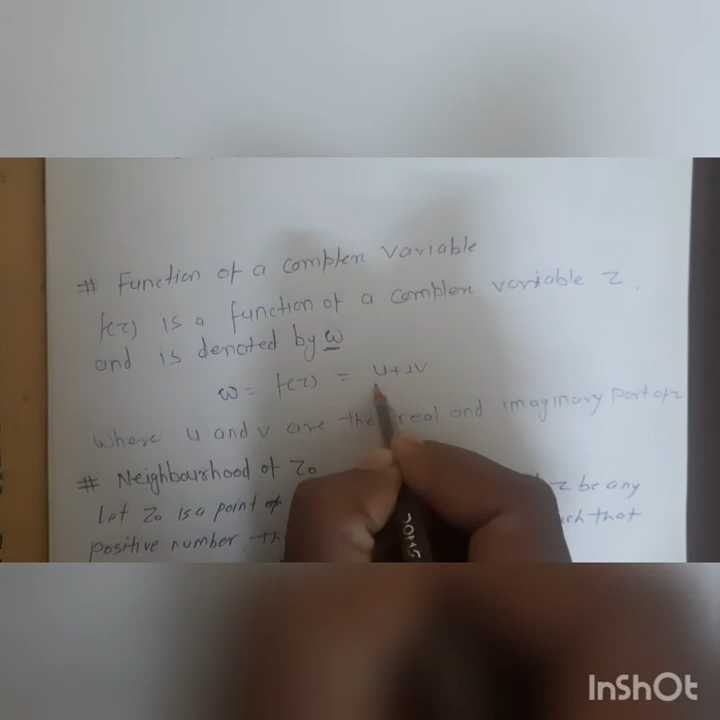 # Function of a complex variable
f(z) is a function of a complex variable z.
and is denoted by ω
ω = f(z) = u+iv
Where u and v are the real and imaginary part of z
# Neighbourhood of Z₀
Let Z₀ is a point of z be any
positive number such that
InShOt